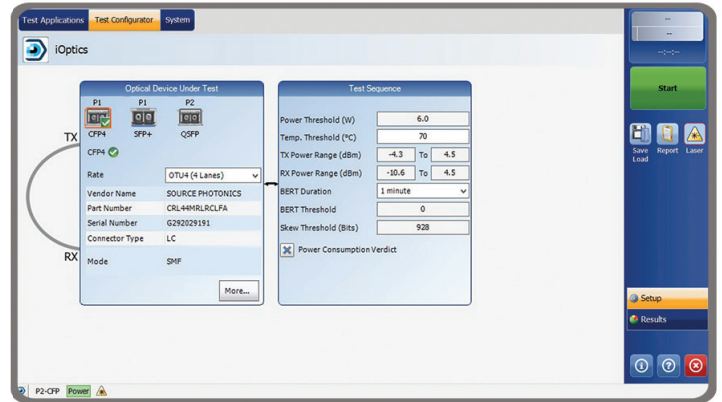 Test Applications Test Configurator System
iOptics
Optical Device Under Test
P1 P1 P2
CFP4 SFP+ QSFP
TX
CFP4
Rate OTU4 (4 Lanes)
Vendor Name SOURCE PHOTONICS
Part Number CRL44MRLRCLFA
Serial Number G292029191
Connector Type LC
RX
Mode SMF
More...
Test Sequence
Power Threshold (W) 6.0
Temp. Threshold (°C) 70
TX Power Range (dBm) -4.3 To 4.5
RX Power Range (dBm) -10.6 To 4.5
BERT Duration 1 minute
BERT Threshold 0
Skew Threshold (Bits) 928
Power Consumption Verdict
--
--
--:--:--
Start
Save Load Report Laser
Setup
Results
P2-CFP Power